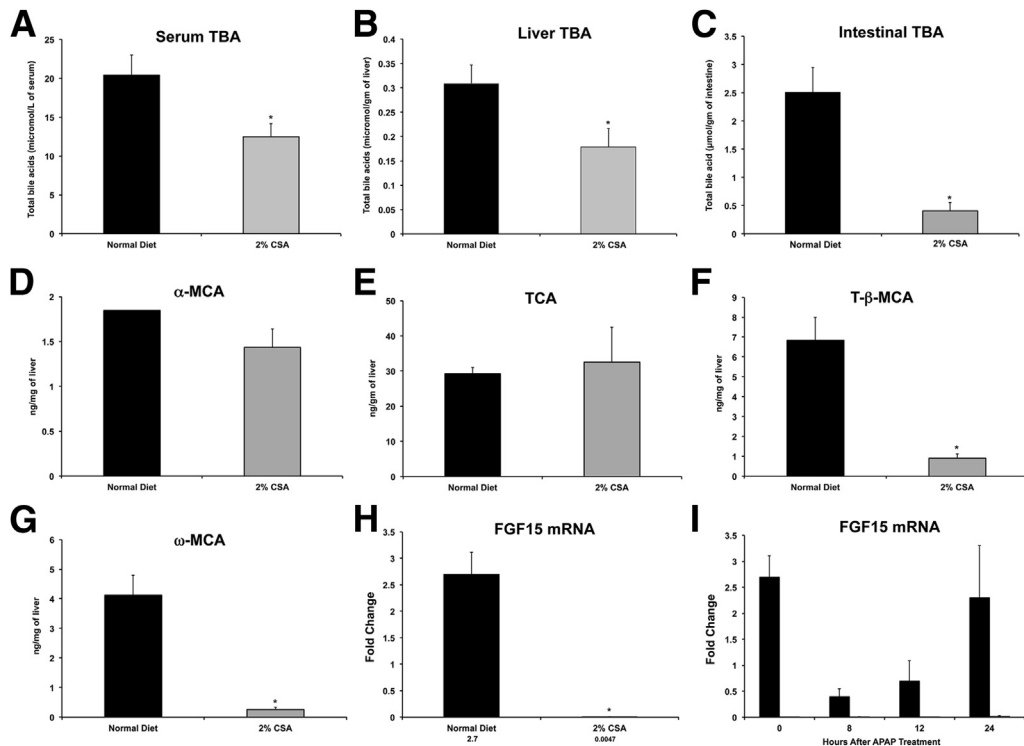 A
Serum TBA
Total bile acids (micromol/L of serum)
25
20
15
10
5
0
*
Normal Diet
2% CSA
B
Liver TBA
Total bile acids (micromol/gm of liver)
0.4
0.35
0.3
0.25
0.2
0.15
0.1
0.05
0
*
Normal Diet
2% CSA
C
Intestinal TBA
Total bile acid (μmol/gm of intestine)
3.5
3
2.5
2
1.5
1
0.5
0
*
Normal Diet
2% CSA
D
α-MCA
ng/mg of liver
2
1.5
1
0.5
0
Normal Diet
2% CSA
E
TCA
ng/gm of liver
50
40
30
20
10
0
Normal Diet
2% CSA
F
T-β-MCA
ng/mg of liver
9
8
7
6
5
4
3
2
1
0
*
Normal Diet
2% CSA
G
ω-MCA
ng/mg of liver
6
5
4
3
2
1
0
*
Normal Diet
2% CSA
H
FGF15 mRNA
Fold Change
3.5
3
2.5
2
1.5
1
0.5
0
*
Normal Diet
2% CSA
2.7
0.0047
I
FGF15 mRNA
Fold Change
3.5
3
2.5
2
1.5
1
0.5
0
0
8
12
24
Hours After APAP Treatment